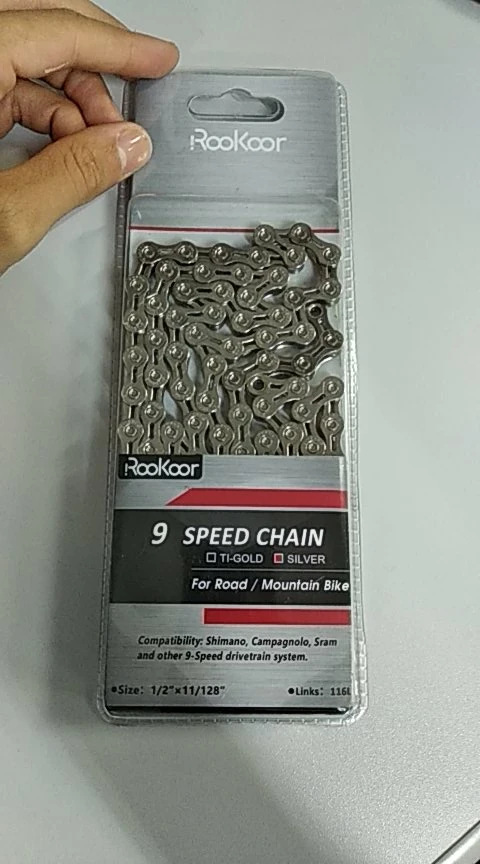 RooKoor
RooKoor
9 SPEED CHAIN
TI-GOLD SILVER
For Road / Mountain Bike
Compatibility: Shimano, Campagnolo, Sram
and other 9-Speed drivetrain system.
•Size: 1/2"×11/128" •Links: 116L